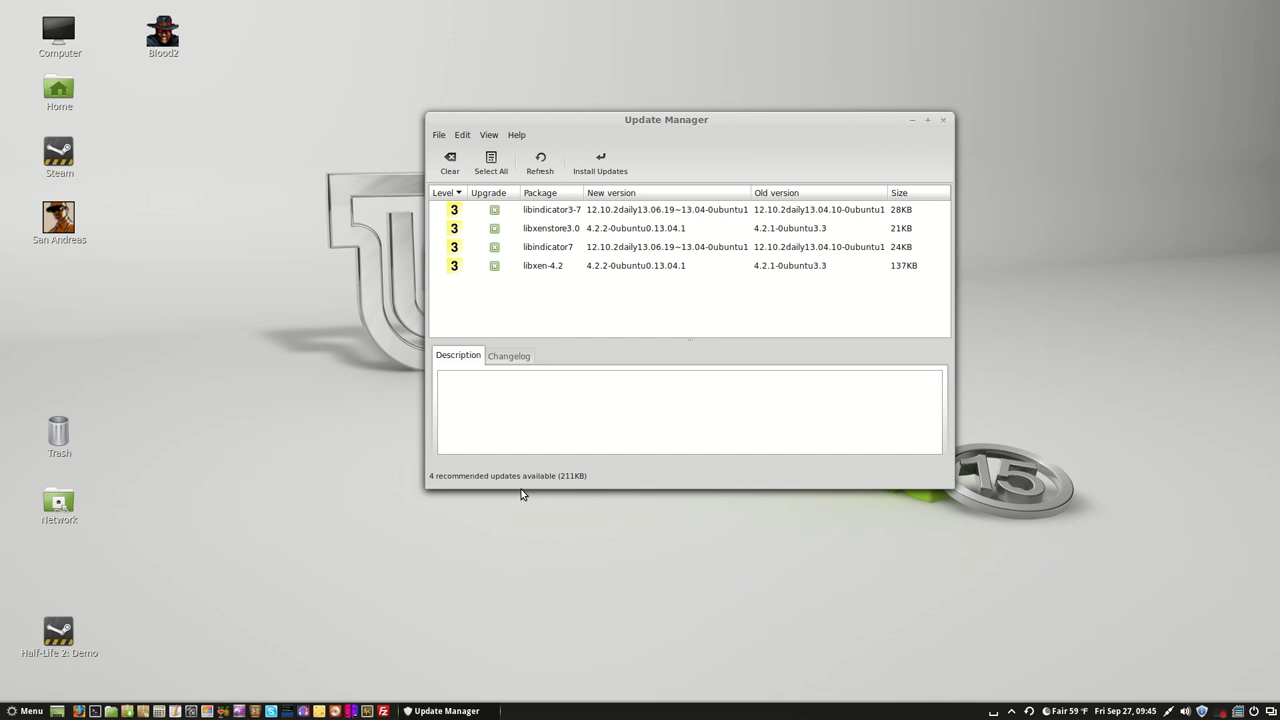 Computer
Blood2
Home
Steam
San Andreas
Trash
Network
Half-Life 2: Demo
Update Manager
File Edit View Help
Clear Select All Refresh Install Updates
Level Upgrade Package New version Old version Size
3 libindicator3-7 12.10.2daily13.06.19~13.04-0ubuntu1 12.10.2daily13.04.10-0ubuntu1 28KB
3 libxenstore3.0 4.2.2-0ubuntu0.13.04.1 4.2.1-0ubuntu3.3 21KB
3 libindicator7 12.10.2daily13.06.19~13.04-0ubuntu1 12.10.2daily13.04.10-0ubuntu1 24KB
3 libxen-4.2 4.2.2-0ubuntu0.13.04.1 4.2.1-0ubuntu3.3 137KB
Description Changelog
4 recommended updates available (211KB)
15
Menu Update Manager Fair 59 °F Fri Sep 27, 09:45